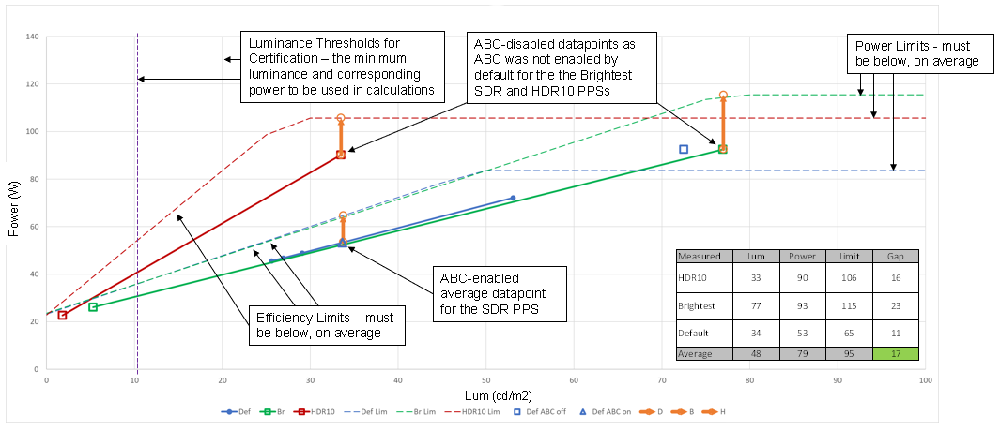 Luminance Thresholds for
Certification – the minimum
luminance and corresponding
power to be used in calculations
ABC-disabled datapoints as
ABC was not enabled by
default for the the Brightest
SDR and HDR10 PPSs
Power Limits - must
be below, on average
140
120
100
80
60
40
20
0
Power (W)
ABC-enabled
average datapoint
for the SDR PPS
Efficiency Limits – must
be below, on average
Measured Lum Power Limit Gap
HDR10 33 90 106 16
Brightest 77 93 115 23
Default 34 53 65 11
Average 48 79 95 17
0 10 20 30 40 50 60 70 80 90 100
Lum (cd/m2)
Def Br HDR10 Def Lim Br Lim HDR10 Lim Def ABC off Def ABC on D B H